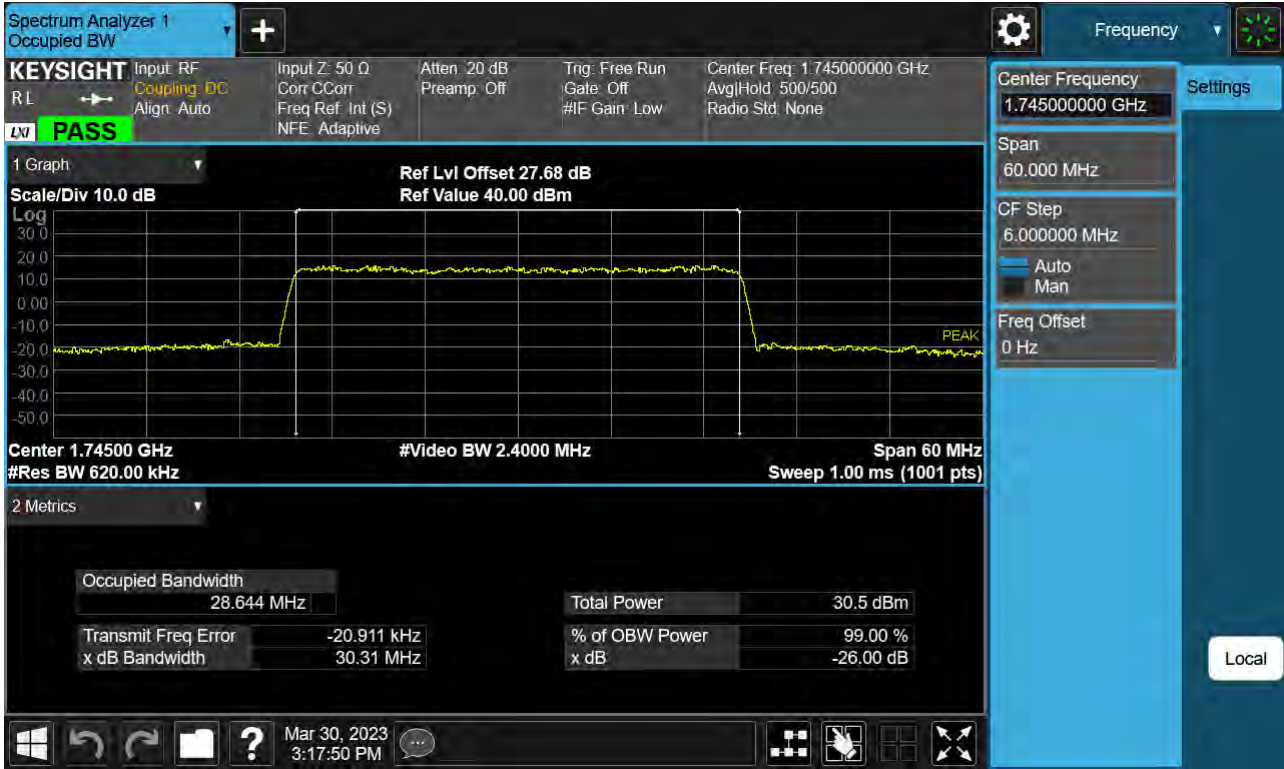 Spectrum Analyzer 1
Occupied BW
+
Frequency
KEYSIGHT
RL
LXI PASS
Input: RF
Coupling: DC
Align: Auto
Input Z: 50 Ω
Corr CCorr
Freq Ref: Int (S)
NFE: Adaptive
Atten: 20 dB
Preamp: Off
Trig: Free Run
Gate: Off
#IF Gain: Low
Center Freq: 1.745000000 GHz
Avg|Hold: 500/500
Radio Std: None
Center Frequency
1.745000000 GHz
Settings
Span
60.000 MHz
CF Step
6.000000 MHz
Auto
Man
Freq Offset
0 Hz
Local
1 Graph
Scale/Div 10.0 dB
Ref Lvl Offset 27.68 dB
Ref Value 40.00 dBm
Log
30.0
20.0
10.0
0.00
-10.0
-20.0
-30.0
-40.0
-50.0
PEAK
Center 1.74500 GHz
#Video BW 2.4000 MHz
Span 60 MHz
#Res BW 620.00 kHz
Sweep 1.00 ms (1001 pts)
2 Metrics
Occupied Bandwidth
28.644 MHz
Total Power 30.5 dBm
Transmit Freq Error -20.911 kHz
% of OBW Power 99.00 %
x dB Bandwidth 30.31 MHz
x dB -26.00 dB
?
Mar 30, 2023
3:17:50 PM